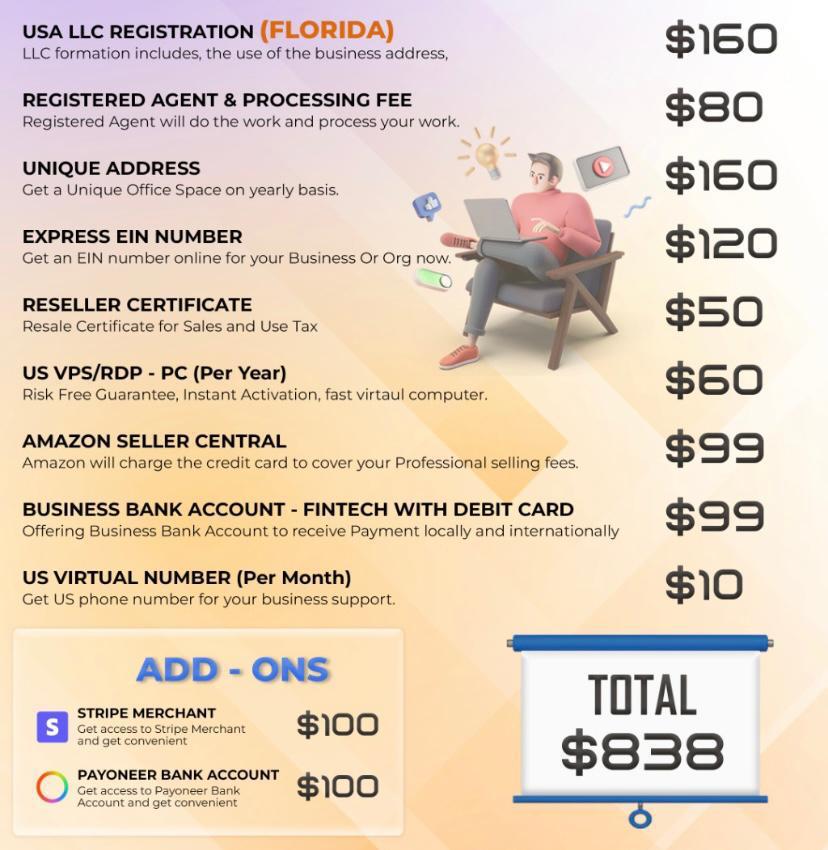 USA LLC REGISTRATION (FLORIDA) $160
LLC formation includes, the use of the business address,
REGISTERED AGENT & PROCESSING FEE $80
Registered Agent will do the work and process your work.
UNIQUE ADDRESS $160
Get a Unique Office Space on yearly basis.
EXPRESS EIN NUMBER $120
Get an EIN number online for your Business Or Org now.
RESELLER CERTIFICATE $50
Resale Certificate for Sales and Use Tax
US VPS/RDP - PC (Per Year) $60
Risk Free Guarantee, Instant Activation, fast virtaul computer.
AMAZON SELLER CENTRAL $99
Amazon will charge the credit card to cover your Professional selling fees.
BUSINESS BANK ACCOUNT - FINTECH WITH DEBIT CARD $99
Offering Business Bank Account to receive Payment locally and internationally
US VIRTUAL NUMBER (Per Month) $10
Get US phone number for your business support.
ADD - ONS
S
STRIPE MERCHANT $100
Get access to Stripe Merchant
and get convenient
PAYONEER BANK ACCOUNT $100
Get access to Payoneer Bank
Account and get convenient
TOTAL
$838